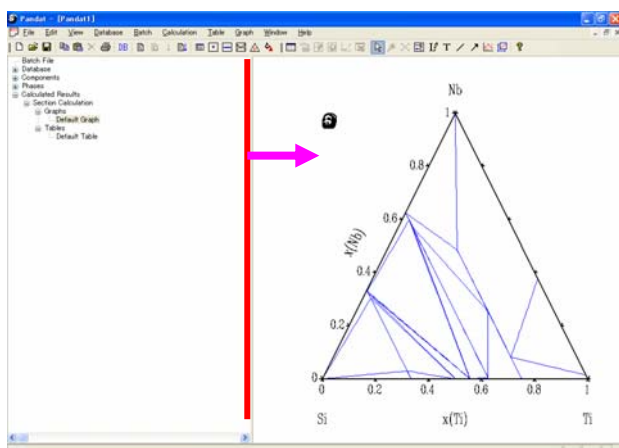 Pandat - [Pandat1]
File Edit View Database Batch Calculation Table Graph Window Help
DB
T
Batch File
Database
Components
Phases
Calculated Results
Section Calculation
Graphs
Default Graph
Tables
Default Table
Nb
1
0.8
0.6
x(Nb)
0.4
0.2
0
0 0.2 0.4 0.6 0.8 1
Si x(Ti) Ti